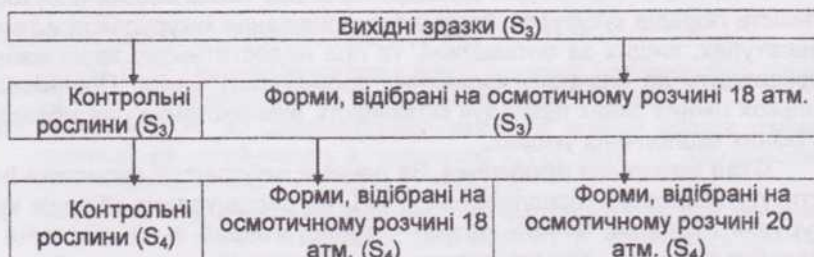 Вихідні зразки (S₃)
Контрольні
рослини (S₃)
Форми, відібрані на осмотичному розчині 18 атм.
(S₃)
Контрольні
рослини (S₄)
Форми, відібрані на
осмотичному розчині 18
атм. (S₄)
Форми, відібрані на
осмотичному розчині 20
атм. (S₄)